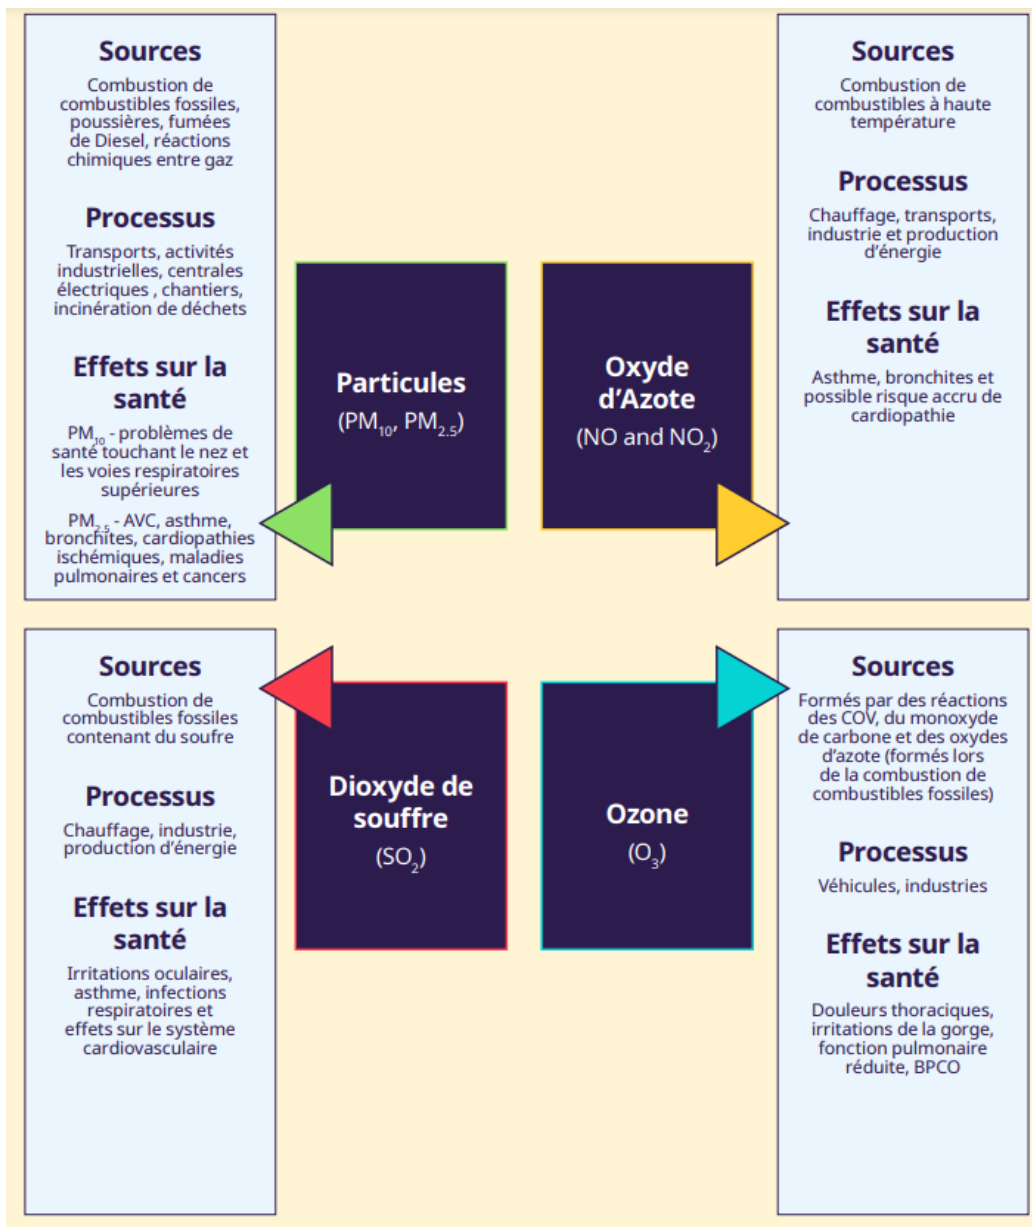 Sources
Combustion de
combustibles fossiles,
poussières, fumées
de Diesel, réactions
chimiques entre gaz
Processus
Transports, activités
industrielles, centrales
électriques , chantiers,
incinération de déchets
Effets sur la
santé
PM₁₀ - problèmes de
santé touchant le nez et
les voies respiratoires
supérieures
PM₂.₅ - AVC, asthme,
bronchites, cardiopathies
ischémiques, maladies
pulmonaires et cancers
Particules
(PM₁₀, PM₂.₅)
Oxyde
d’Azote
(NO and NO₂)
Sources
Combustion de
combustibles à haute
température
Processus
Chauffage, transports,
industrie et production
d’énergie
Effets sur la
santé
Asthme, bronchites et
possible risque accru de
cardiopathie
Sources
Combustion de
combustibles fossiles
contenant du soufre
Processus
Chauffage, industrie,
production d’énergie
Effets sur la
santé
Irritations oculaires,
asthme, infections
respiratoires et
effets sur le système
cardiovasculaire
Dioxyde de
souffre
(SO₂)
Ozone
(O₃)
Sources
Formés par des réactions
des COV, du monoxyde
de carbone et des oxydes
d’azote (formés lors
de la combustion de
combustibles fossiles)
Processus
Véhicules, industries
Effets sur la
santé
Douleurs thoraciques,
irritations de la gorge,
fonction pulmonaire
réduite, BPCO